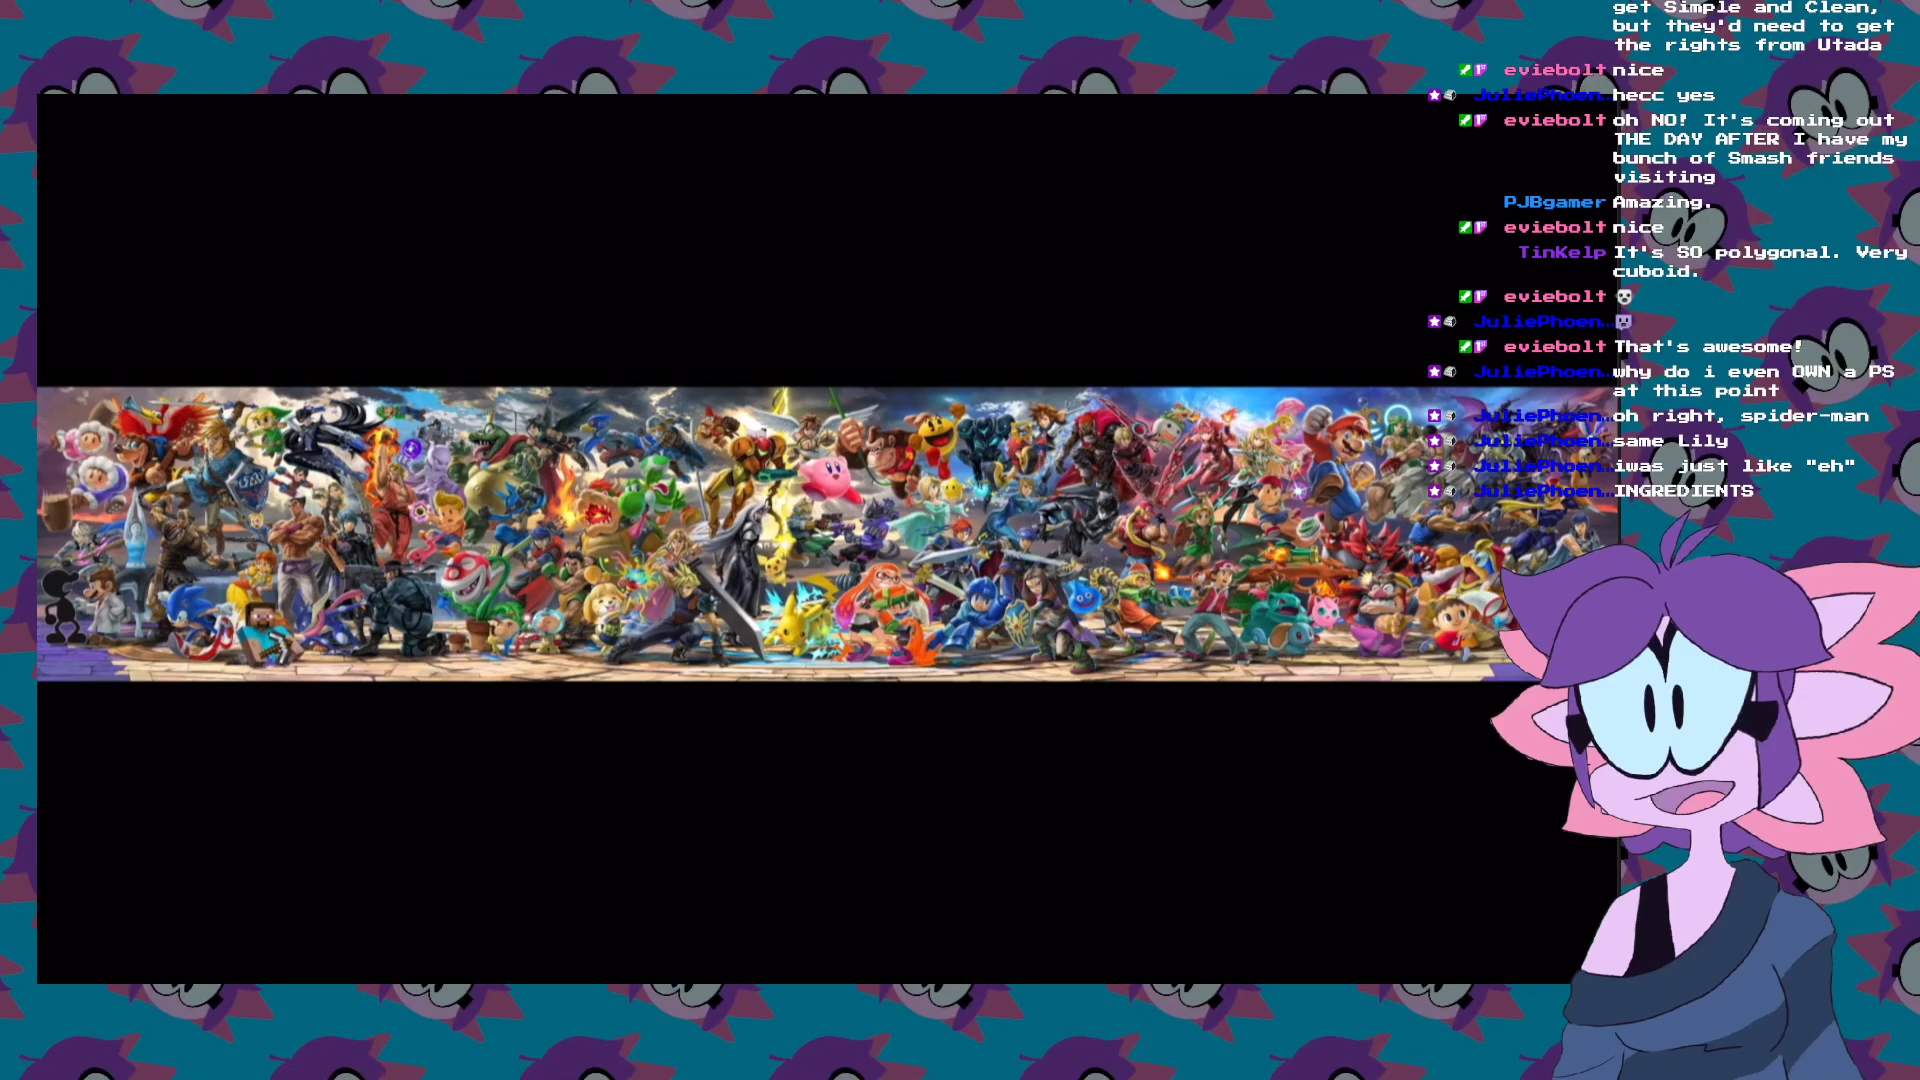 get Simple and Clean,
but they'd need to get
the rights from Utada
eviebolt nice
JuliePhoen… hecc yes
eviebolt oh NO! It's coming out
THE DAY AFTER I have my
bunch of Smash friends
visiting
PJBgamer Amazing.
eviebolt nice
TinKelp It's SO polygonal. Very
cuboid.
eviebolt
JuliePhoen…
eviebolt That's awesome!
JuliePhoen… why do i even OWN a PS
at this point
JuliePhoen… oh right, spider-man
JuliePhoen… same Lily
JuliePhoen… iwas just like "eh"
JuliePhoen… INGREDIENTS